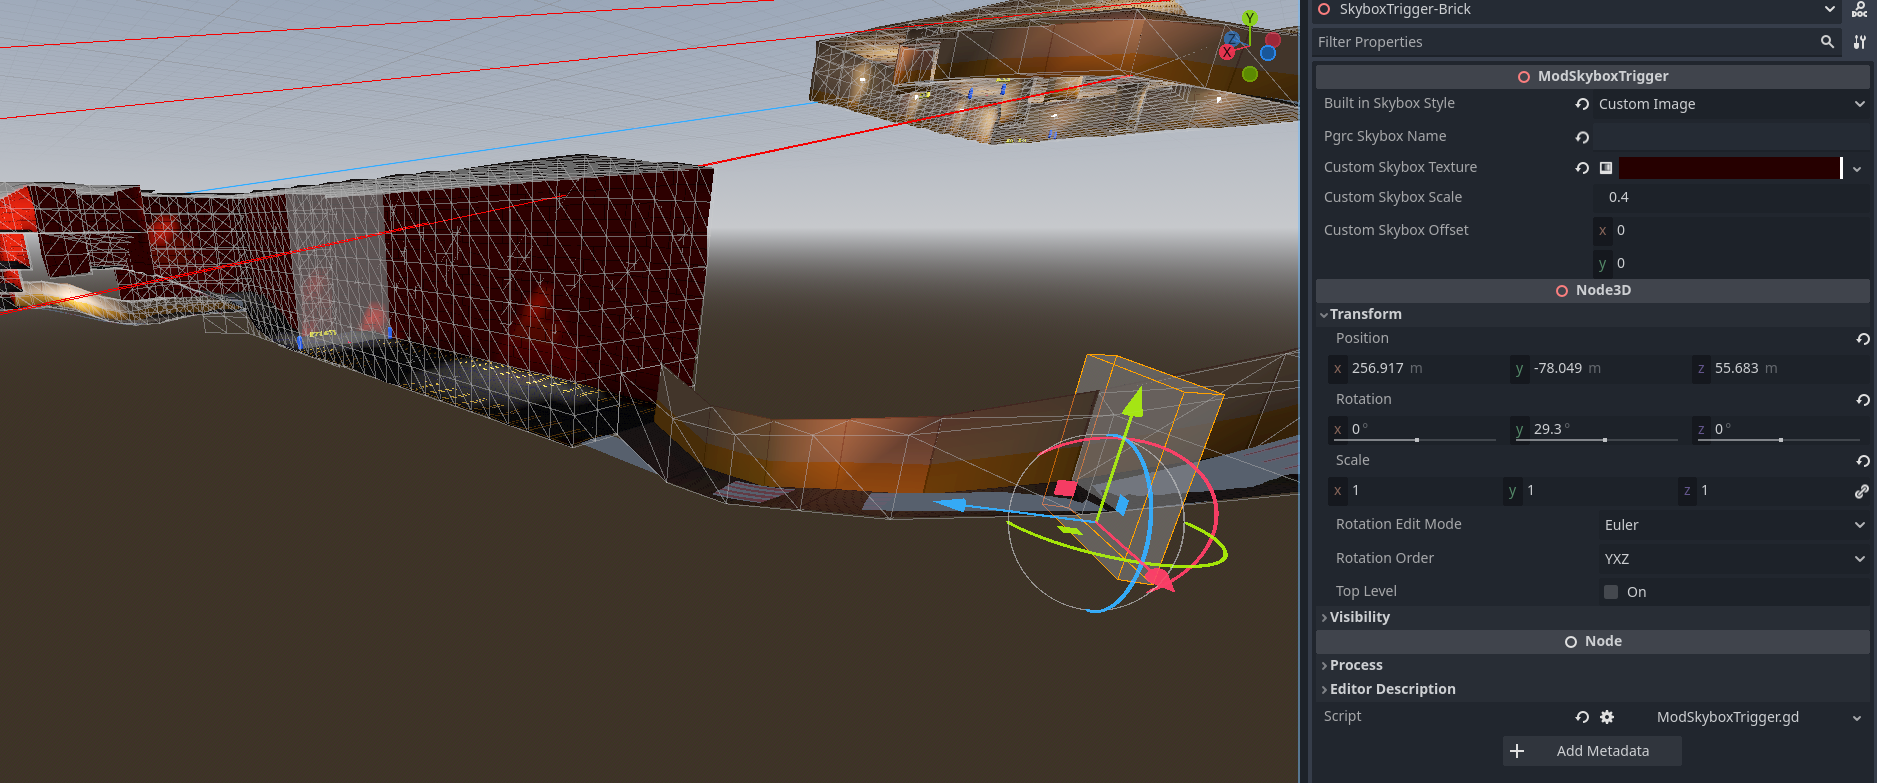 SkyboxTrigger-Brick
DOC
Filter Properties
ModSkyboxTrigger
Built in Skybox Style Custom Image
Pgrc Skybox Name
Custom Skybox Texture
Custom Skybox Scale 0.4
Custom Skybox Offset x 0
y 0
Node3D
Transform
Position
x 256.917 m y -78.049 m z 55.683 m
Rotation
x 0° y 29.3° z 0°
Scale
x 1 y 1 z 1
Rotation Edit Mode Euler
Rotation Order YXZ
Top Level On
Visibility
Node
Process
Editor Description
Script ModSkyboxTrigger.gd
Add Metadata
Y
Z
X